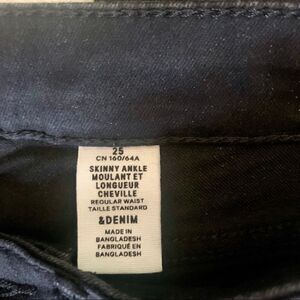 25
CN 160/64A
SKINNY ANKLE
MOULANT ET
LONGUEUR
CHEVILLE
REGULAR WAIST
TAILLE STANDARD
&DENIM
MADE IN
BANGLADESH
FABRIQUÉ EN
BANGLADESH